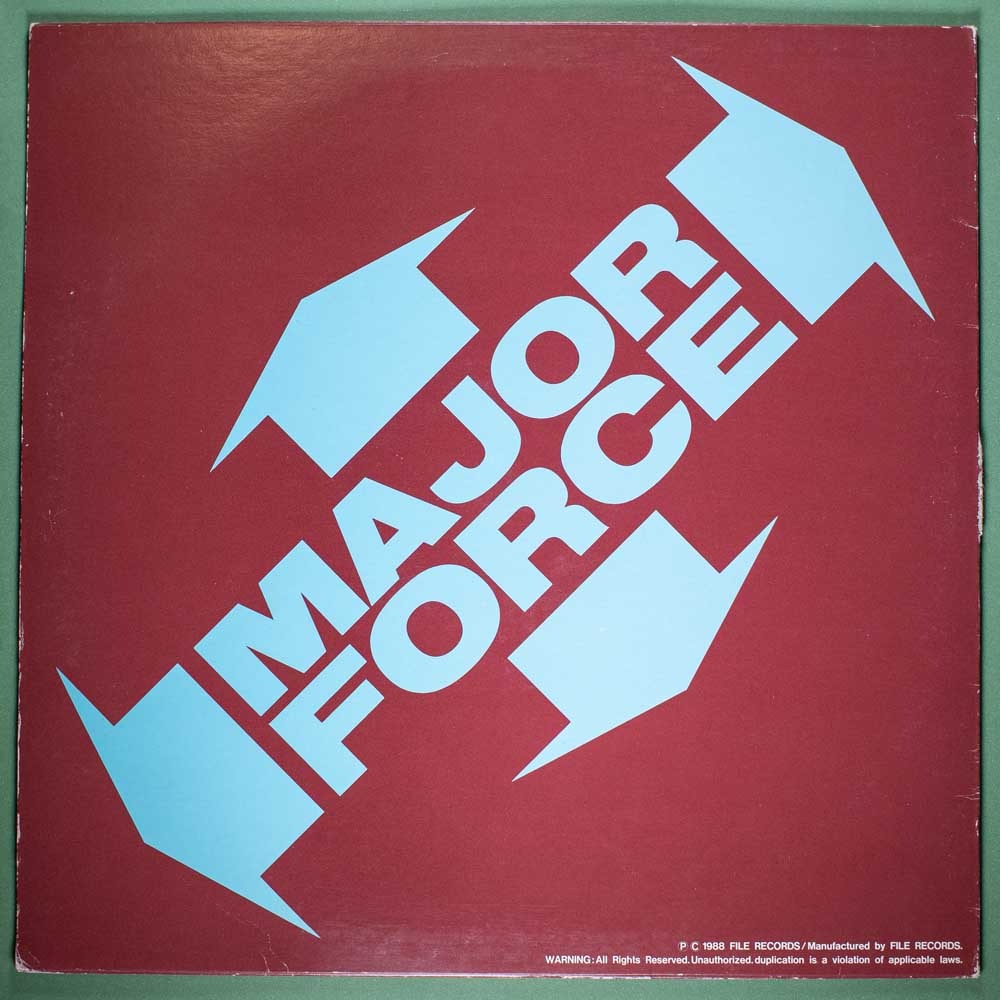 MAJOR
FORCE
Ⓟ C 1988 FILE RECORDS/Manufactured by FILE RECORDS.
WARNING:All Rights Reserved.Unauthorized.duplication is a violation of applicable laws.